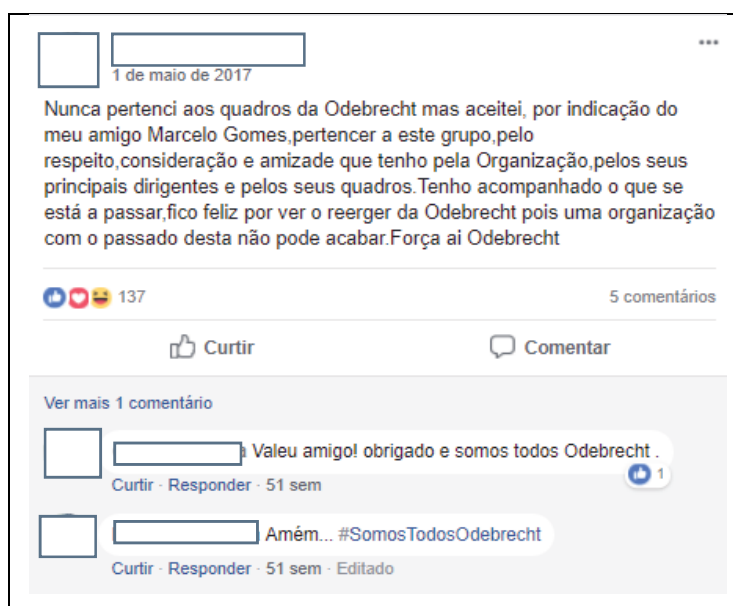 1 de maio de 2017
Nunca pertenci aos quadros da Odebrecht mas aceitei, por indicação do
meu amigo Marcelo Gomes,pertencer a este grupo,pelo
respeito,consideração e amizade que tenho pela Organização,pelos seus
principais dirigentes e pelos seus quadros.Tenho acompanhado o que se
está a passar,fico feliz por ver o reerger da Odebrecht pois uma organização
com o passado desta não pode acabar.Força ai Odebrecht
137 5 comentários
Curtir Comentar
Ver mais 1 comentário
Valeu amigo! obrigado e somos todos Odebrecht .
1
Curtir · Responder · 51 sem
Amém... #SomosTodosOdebrecht
Curtir · Responder · 51 sem · Editado